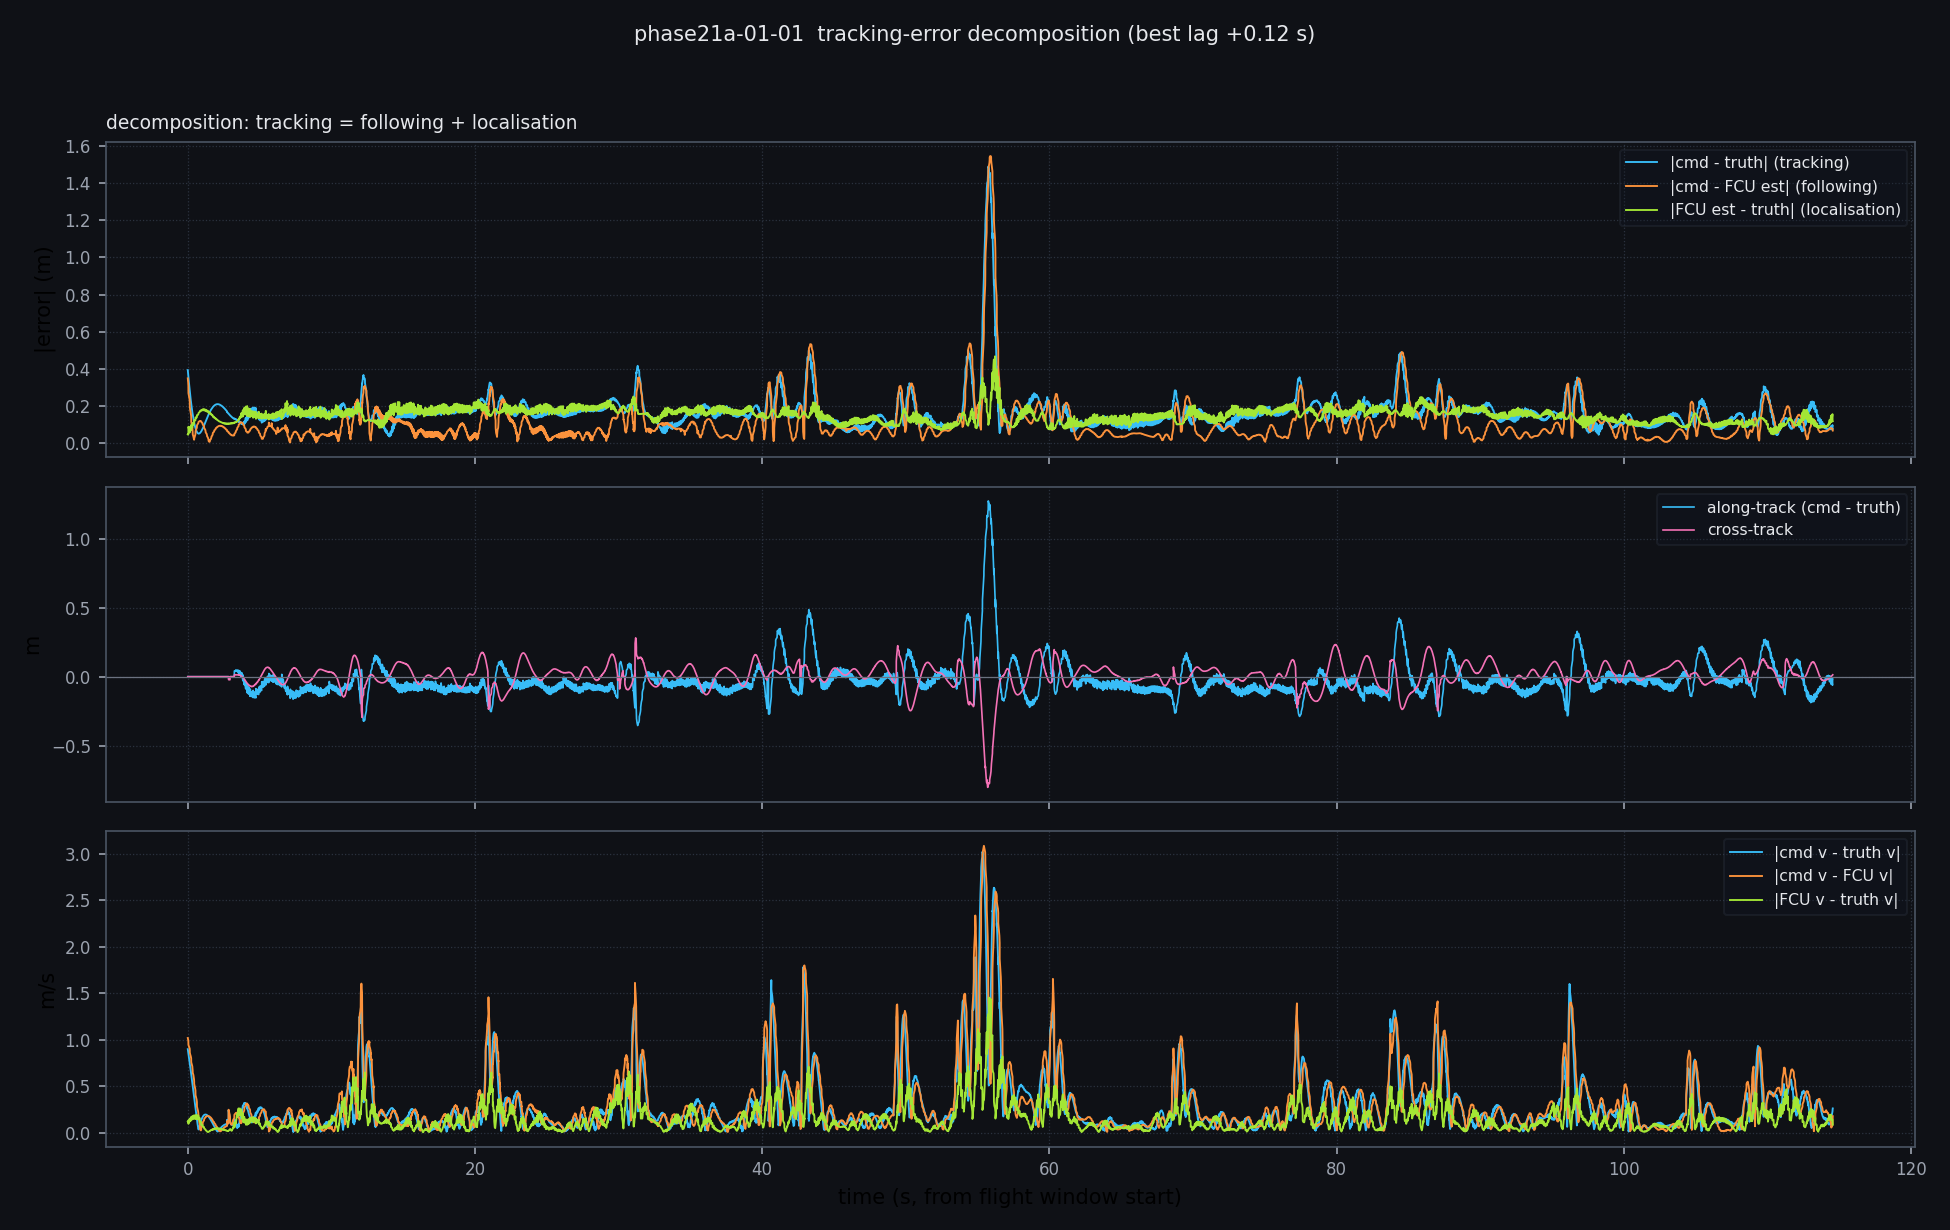 phase21a-01-01  tracking-error decomposition (best lag +0.12 s)
decomposition: tracking = following + localisation
|error| (m)
1.6
1.4
1.2
1.0
0.8
0.6
0.4
0.2
0.0
|cmd - truth| (tracking)
|cmd - FCU est| (following)
|FCU est - truth| (localisation)
m
1.0
0.5
0.0
−0.5
along-track (cmd - truth)
cross-track
m/s
3.0
2.5
2.0
1.5
1.0
0.5
0.0
|cmd v - truth v|
|cmd v - FCU v|
|FCU v - truth v|
0 20 40 60 80 100 120
time (s, from flight window start)